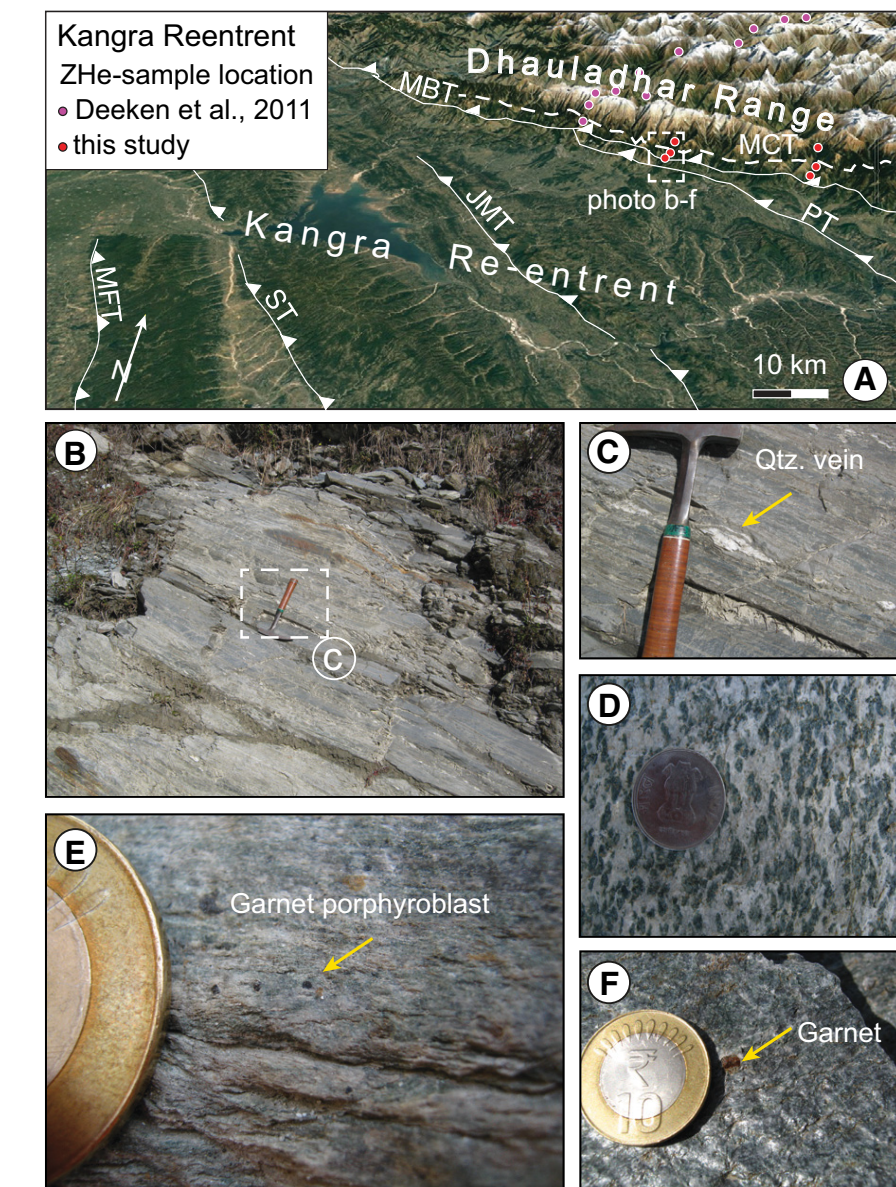 Kangra Reentrent
ZHe-sample location
Deeken et al., 2011
this study
Dhauladhar Range
MBT
MCT
photo b-f
PT
JMT
Kangra
Re-entrent
MFT
ST
N
10 km
A
B
C
C
Qtz. vein
D
E
Garnet porphyroblast
F
Garnet
₹
10